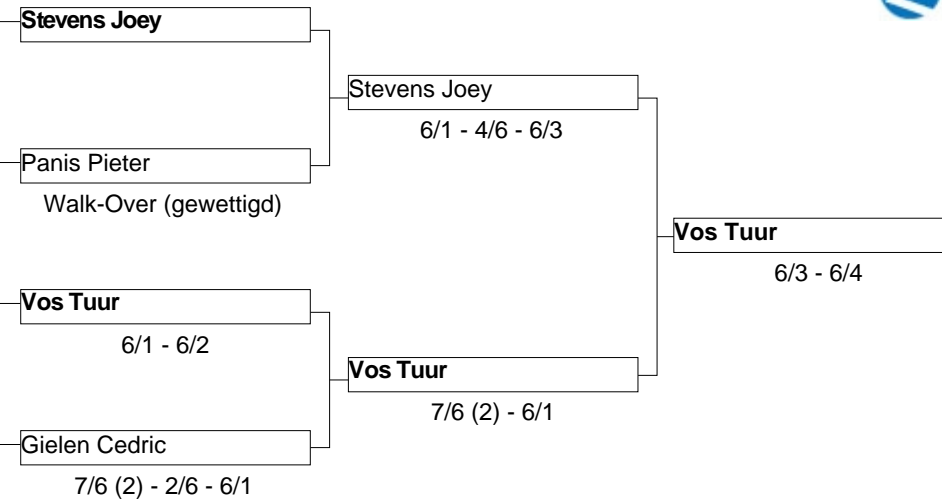 Stevens Joey
Stevens Joey
6/1 - 4/6 - 6/3
Panis Pieter
Walk-Over (gewettigd)
Vos Tuur
6/3 - 6/4
Vos Tuur
6/1 - 6/2
Vos Tuur
7/6 (2) - 6/1
Gielen Cedric
7/6 (2) - 2/6 - 6/1